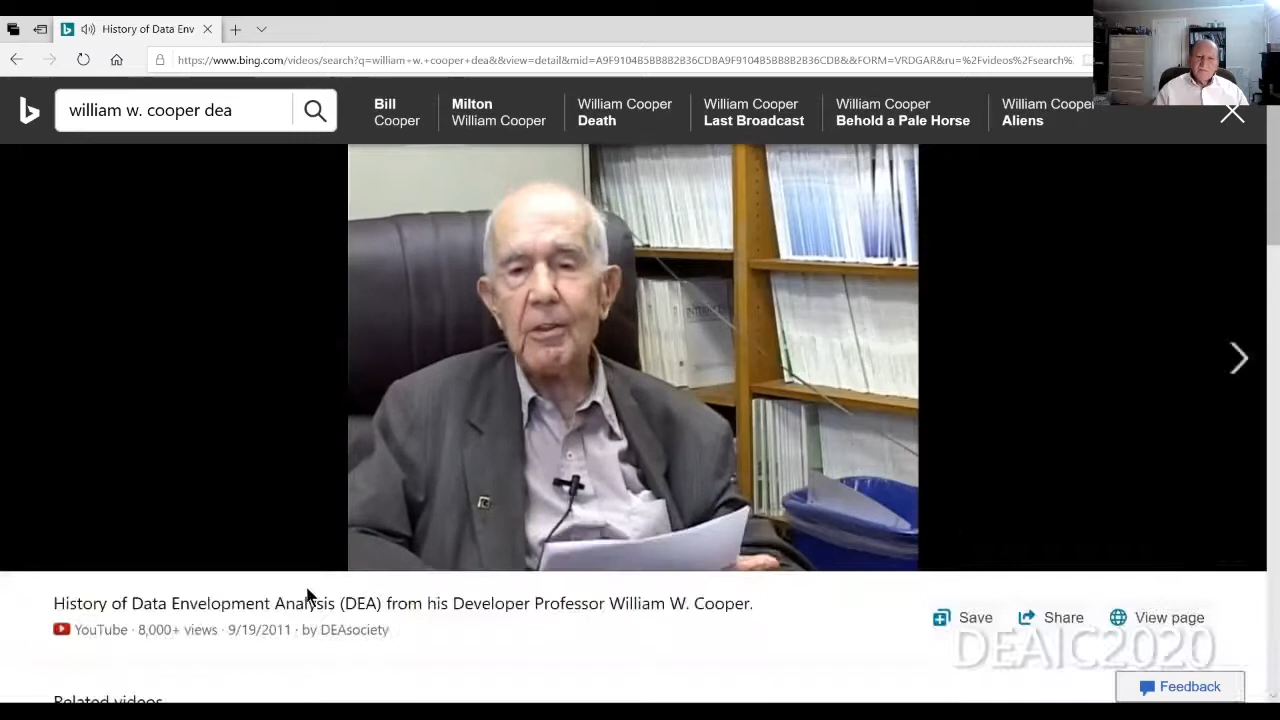 History of Data Env
https://www.bing.com/videos/search?q=william+w.+cooper+dea&&view=detail&mid=A9F9104B5BB8B2B36CDBA9F9104B5BB8B2B36CDB&&FORM=VRDGAR&ru=%2Fvideos%2Fsearch%
william w. cooper dea
Bill
Cooper
Milton
William Cooper
William Cooper
Death
William Cooper
Last Broadcast
William Cooper
Behold a Pale Horse
William Cooper
Aliens
History of Data Envelopment Analysis (DEA) from his Developer Professor William W. Cooper.
YouTube · 8,000+ views · 9/19/2011 · by DEAsociety
Save
Share
View page
DEAIC2020
Related videos
Feedback